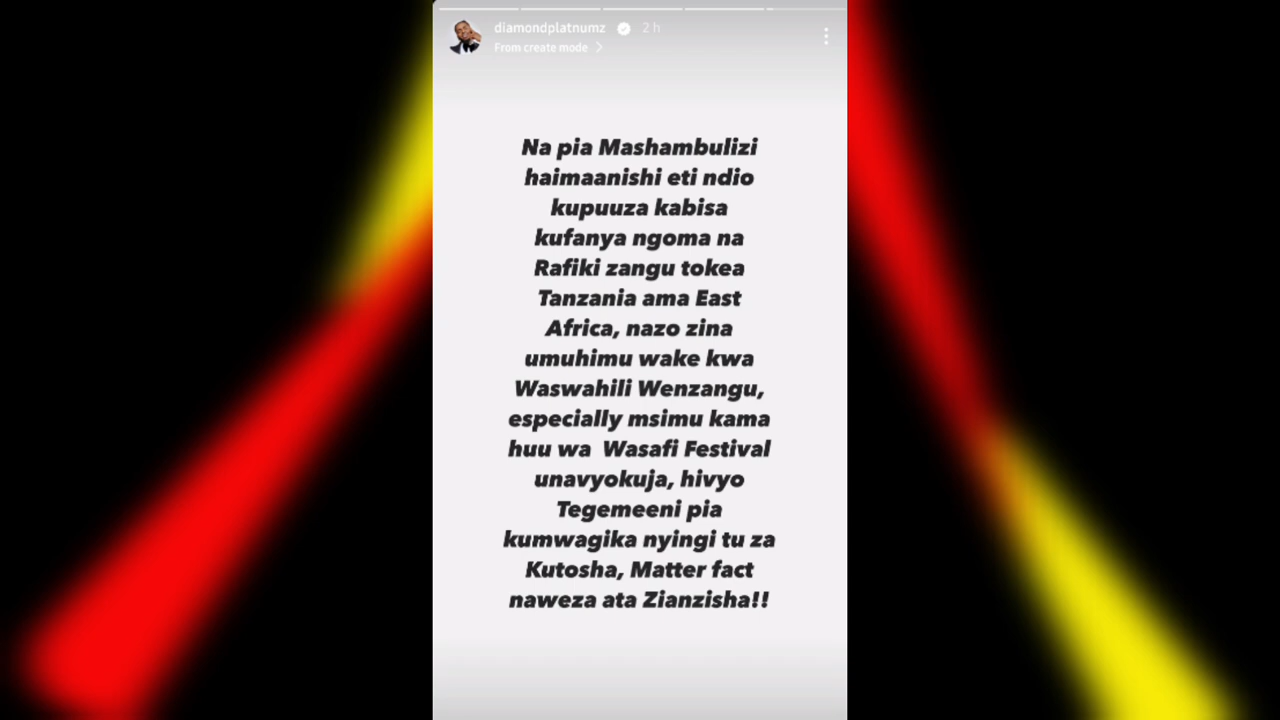 diamondplatnumz 2 h
From create mode
Na pia Mashambulizi
haimaanishi eti ndio
kupuuza kabisa
kufanya ngoma na
Rafiki zangu tokea
Tanzania ama East
Africa, nazo zina
umuhimu wake kwa
Waswahili Wenzangu,
especially msimu kama
huu wa Wasafi Festival
unavyokuja, hivyo
Tegemeeni pia
kumwagika nyingi tu za
Kutosha, Matter fact
naweza ata Zianzisha!!